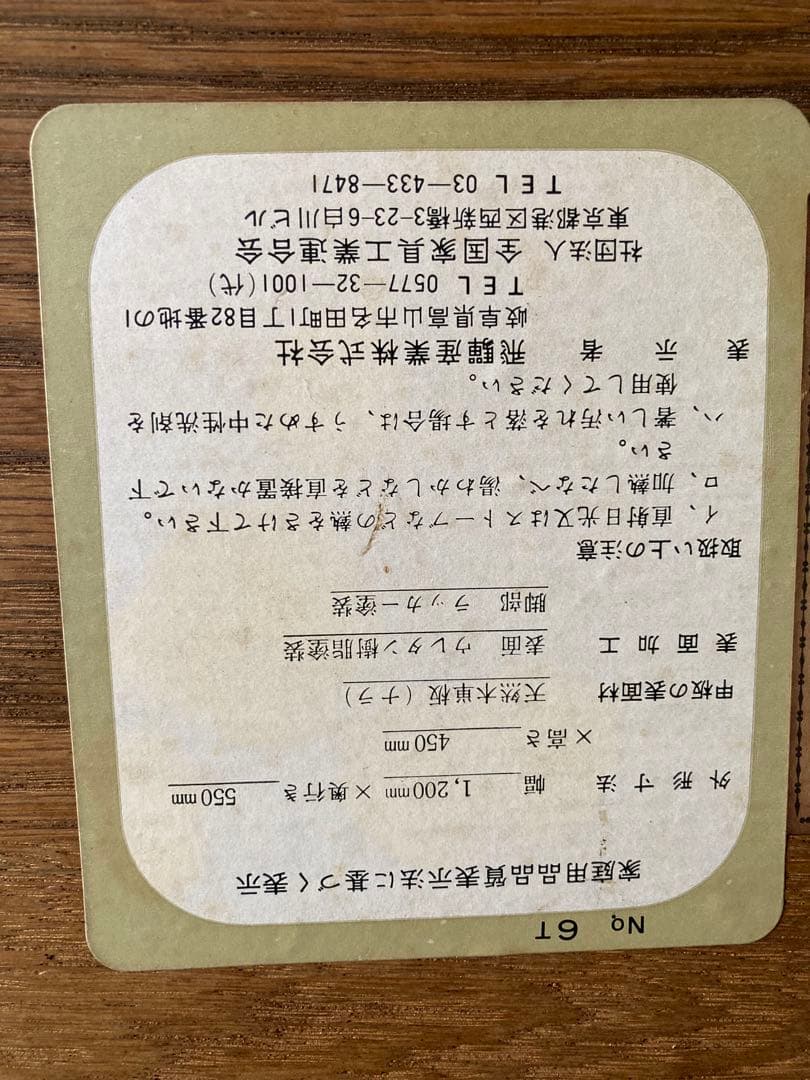 No. 6T
家庭用品品質表示法に基づく表示
外形寸法 幅 1,200mm × 奥行き 550mm
× 高さ 450mm
甲板の表面材 天然木単板（ナラ）
表面加工 表面 ウレタン樹脂塗装
脚部 ラッカー塗装
取扱い上の注意
イ、直射日光又はストーブなどの熱をさけて下さい。
ロ、加熱したなべ、湯わかしなどを直接置かないで下
さい。
ハ、著しい汚れを落とす場合は、うすめた中性洗剤を
使用してください。
表示者 飛驒産業株式会社
岐阜県高山市名田町1丁目82番地の1
TEL 0577—32—1001(代)
社団法人 全国家具工業連合会
東京都港区西新橋3-23-6白川ビル
TEL 03—433—8471